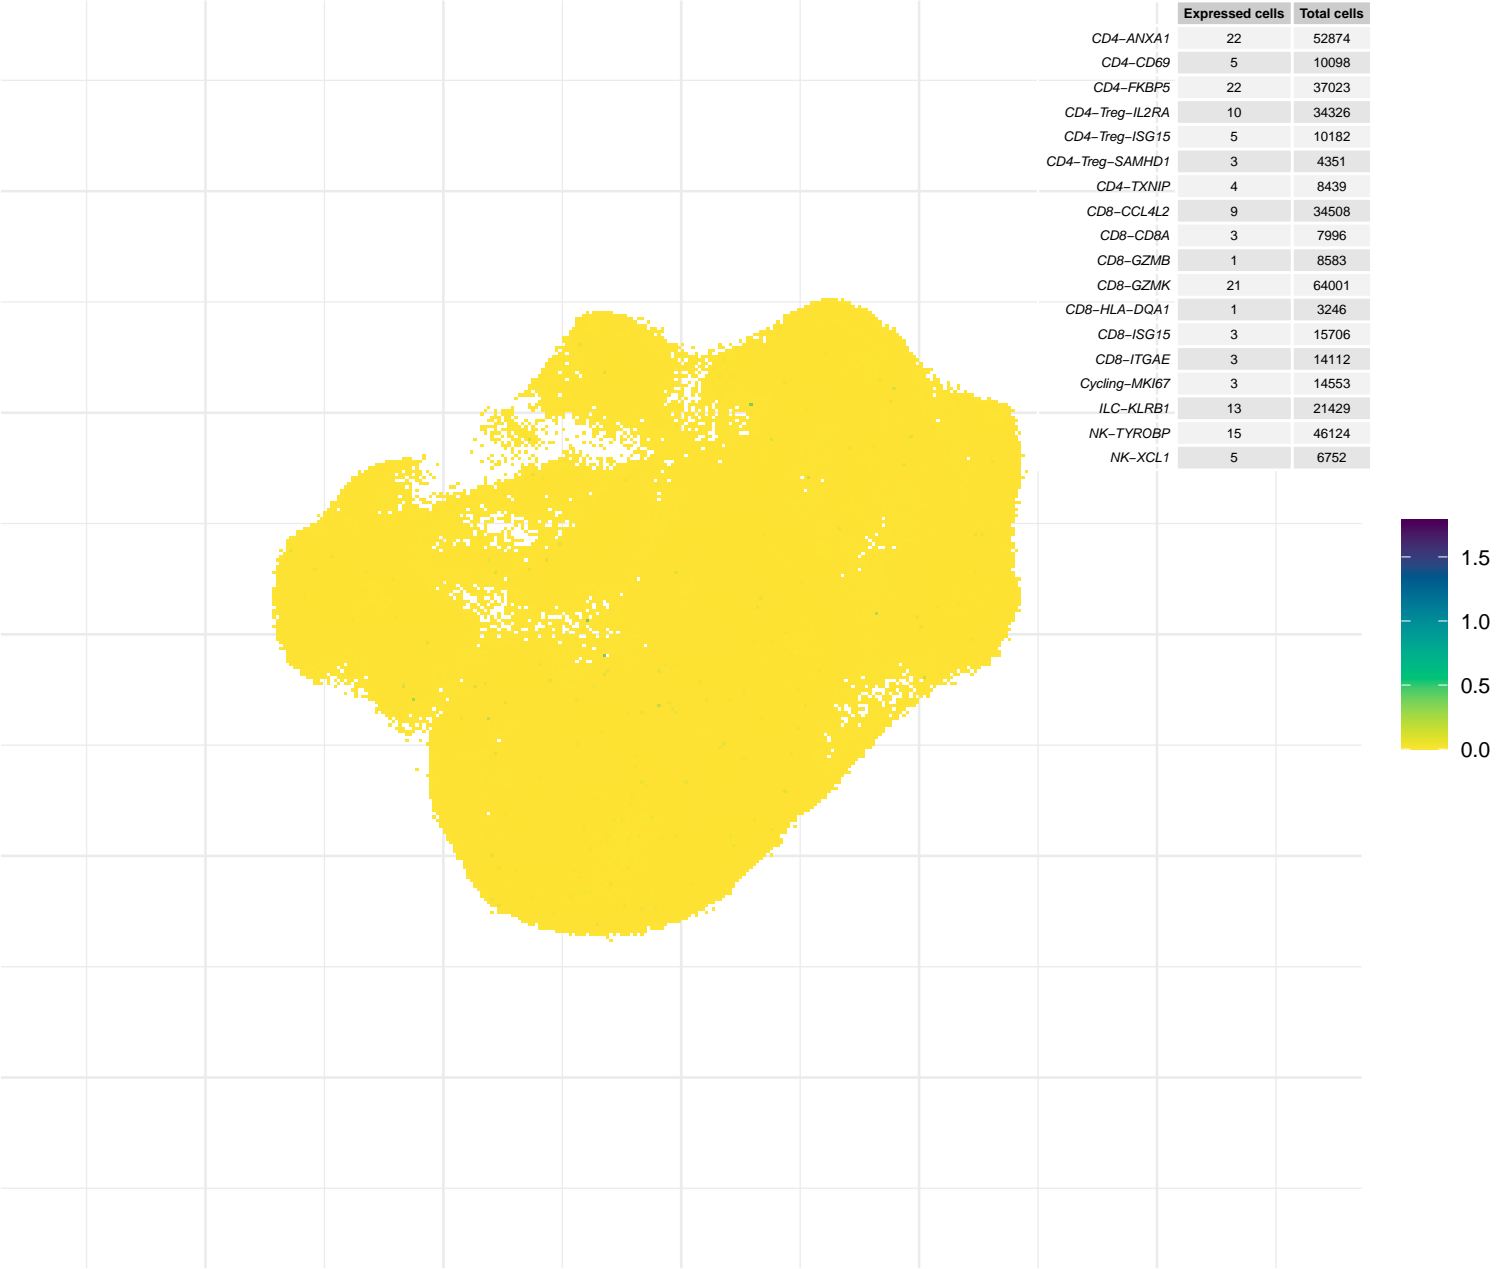 Expressed cells Total cells
CD4−ANXA1 22 52874
CD4−CD69 5 10098
CD4−FKBP5 22 37023
CD4−Treg−IL2RA 10 34326
CD4−Treg−ISG15 5 10182
CD4−Treg−SAMHD1 3 4351
CD4−TXNIP 4 8439
CD8−CCL4L2 9 34508
CD8−CD8A 3 7996
CD8−GZMB 1 8583
CD8−GZMK 21 64001
CD8−HLA−DQA1 1 3246
CD8−ISG15 3 15706
CD8−ITGAE 3 14112
Cycling−MKI67 3 14553
ILC−KLRB1 13 21429
NK−TYROBP 15 46124
NK−XCL1 5 6752
1.5
1.0
0.5
0.0